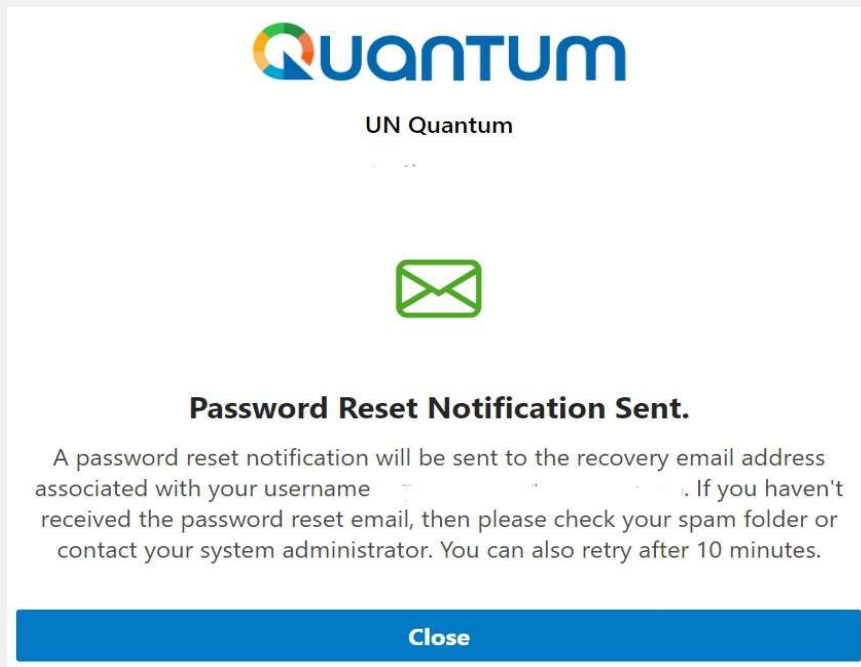 QUANTUM
UN Quantum
Password Reset Notification Sent.
A password reset notification will be sent to the recovery email address
associated with your username . If you haven't
received the password reset email, then please check your spam folder or
contact your system administrator. You can also retry after 10 minutes.
Close